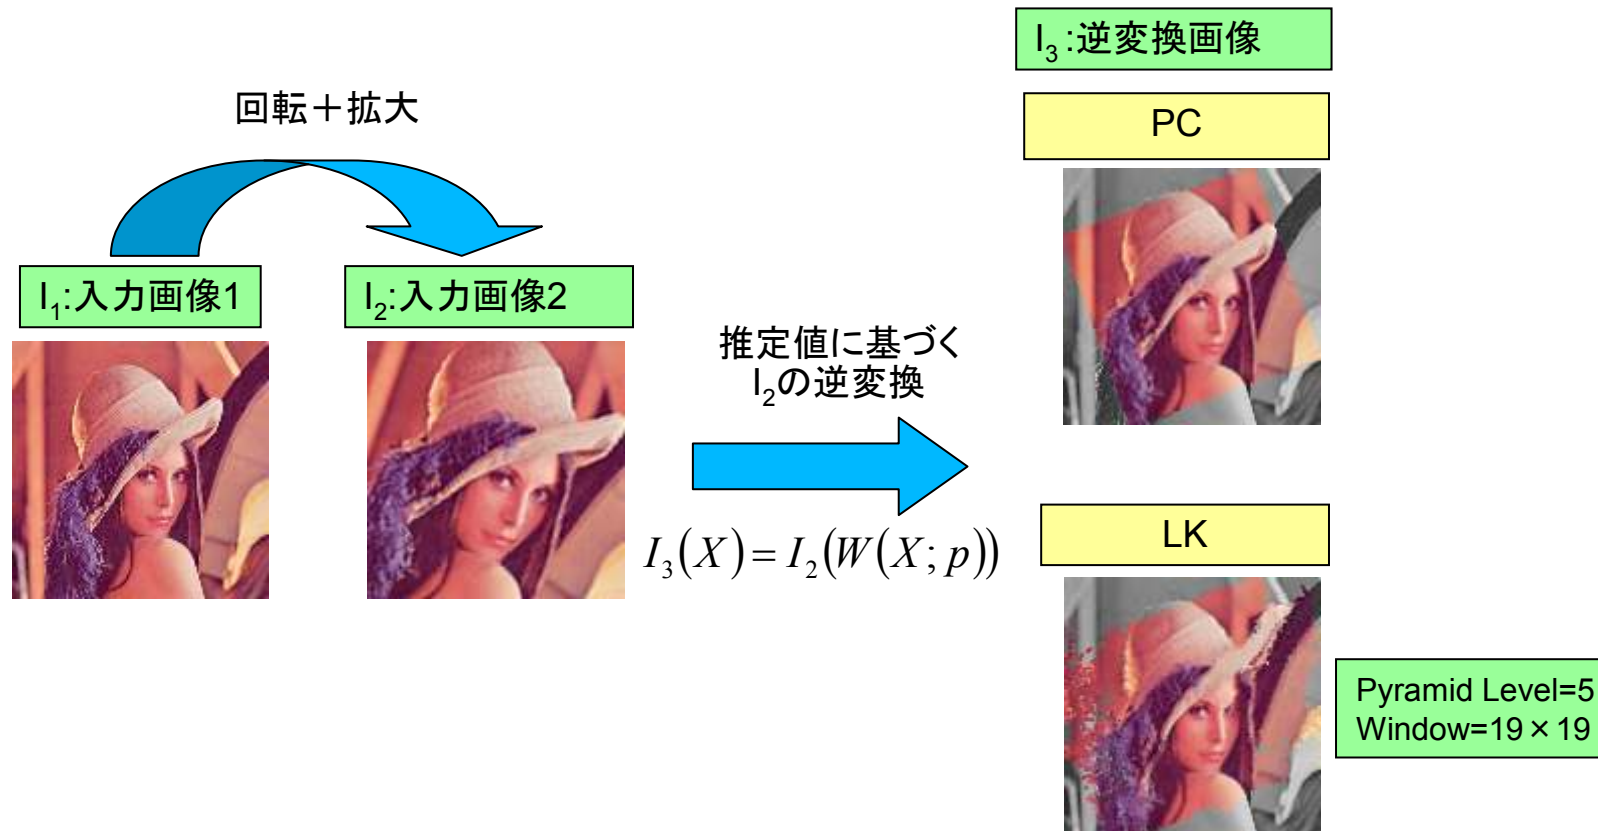 回転＋拡大
I₁:入力画像1
I₂:入力画像2
推定値に基づく
I₂の逆変換
I₃(X)=I₂(W(X;p))
I₃:逆変換画像
PC
LK
Pyramid Level=5
Window=19×19